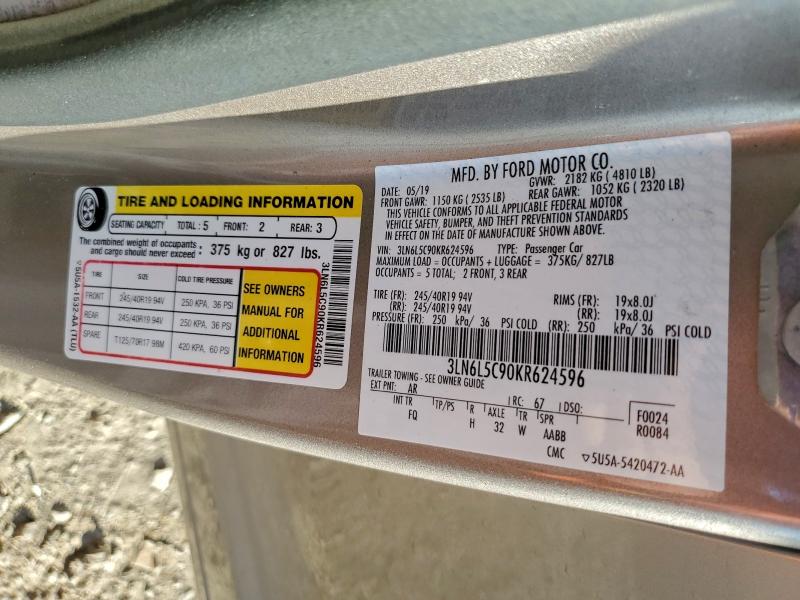 TIRE AND LOADING INFORMATION
SEATING CAPACITY TOTAL : 5 FRONT: 2 REAR: 3
The combined weight of occupants and cargo should never exceed : 375 kg or 827 lbs.
TIRE SIZE COLD TIRE PRESSURE
FRONT 245/40R19 94V 250 KPA, 36 PSI
REAR 245/40R19 94V 250 KPA, 36 PSI
SPARE T125/70R17 98M 420 KPA, 60 PSI
SEE OWNERS
MANUAL FOR
ADDITIONAL
INFORMATION
3LN6L5C90KR624596
5U5A-1532-AA (TLU)
MFD. BY FORD MOTOR CO.
DATE: 05/19 GVWR: 2182 KG ( 4810 LB)
FRONT GAWR: 1150 KG ( 2535 LB) REAR GAWR: 1052 KG ( 2320 LB)
THIS VEHICLE CONFORMS TO ALL APPLICABLE FEDERAL MOTOR
VEHICLE SAFETY, BUMPER, AND THEFT PREVENTION STANDARDS
IN EFFECT ON THE DATE OF MANUFACTURE SHOWN ABOVE.
VIN: 3LN6L5C90KR624596 TYPE: Passenger Car
MAXIMUM LOAD = OCCUPANTS + LUGGAGE = 375KG/ 827LB
OCCUPANTS = 5 TOTAL; 2 FRONT, 3 REAR
TIRE (FR): 245/40R19 94V RIMS (FR): 19x8.0J
(RR): 245/40R19 94V (RR): 19x8.0J
PRESSURE (FR): 250 kPa/ 36 PSI COLD (RR): 250 kPa/ 36 PSI COLD
3LN6L5C90KR624596
TRAILER TOWING - SEE OWNER GUIDE
EXT PNT: AR RC: 67 DSO: F0024
INT TR TP/PS R AXLE TR SPR R0084
FQ H 32 W AABB
CMC 5U5A-5420472-AA